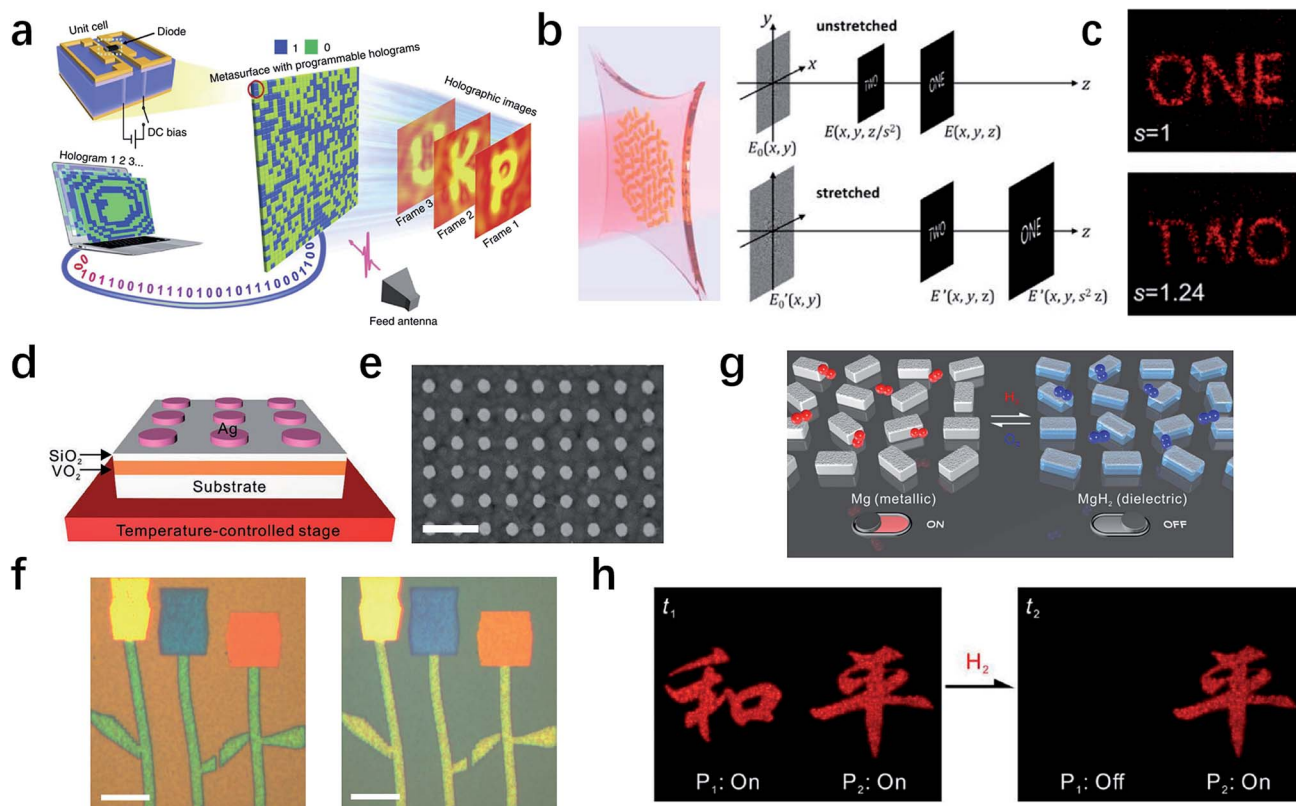 a
Unit cell
Diode
DC bias
1
0
Metasurface with programmable holograms
Holographic images
Hologram 1 2 3...
Frame 3
Frame 2
Frame 1
Feed antenna
b
y
x
z
unstretched
TWO
ONE
E₀(x, y)
E(x, y, z/s²)
E(x, y, z)
stretched
TWO
ONE
z
E₀'(x, y)
E'(x, y, z)
E'(x, y, s² z)
c
ONE
s=1
TWO
s=1.24
d
Ag
SiO₂
VO₂
Substrate
Temperature-controlled stage
e
f
g
H₂
O₂
Mg (metallic)
ON
MgH₂ (dielectric)
OFF
h
t₁
和 平
P₁: On P₂: On
H₂
t₂
平
P₁: Off P₂: On